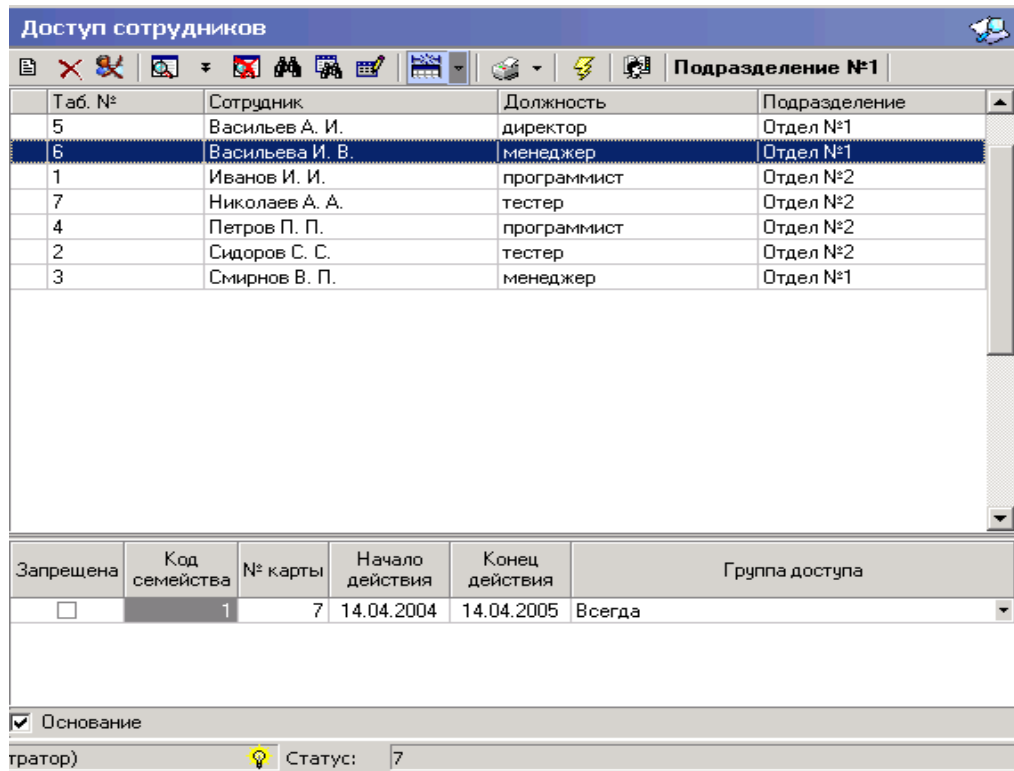 Доступ сотрудников
Подразделение №1
Таб. № Сотрудник Должность Подразделение
5 Васильев А. И. директор Отдел №1
6 Васильева И. В. менеджер Отдел №1
1 Иванов И. И. программист Отдел №2
7 Николаев А. А. тестер Отдел №2
4 Петров П. П. программист Отдел №2
2 Сидоров С. С. тестер Отдел №2
3 Смирнов В. П. менеджер Отдел №1
Запрещена Код семейства № карты Начало действия Конец действия Группа доступа
1 7 14.04.2004 14.04.2005 Всегда
Основание
тратор) Статус: 7